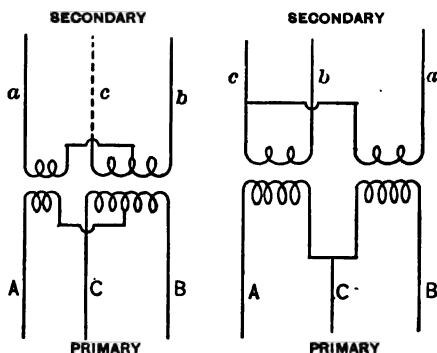 SECONDARY
a c b
A C B
PRIMARY
SECONDARY
c b a
A C B
PRIMARY